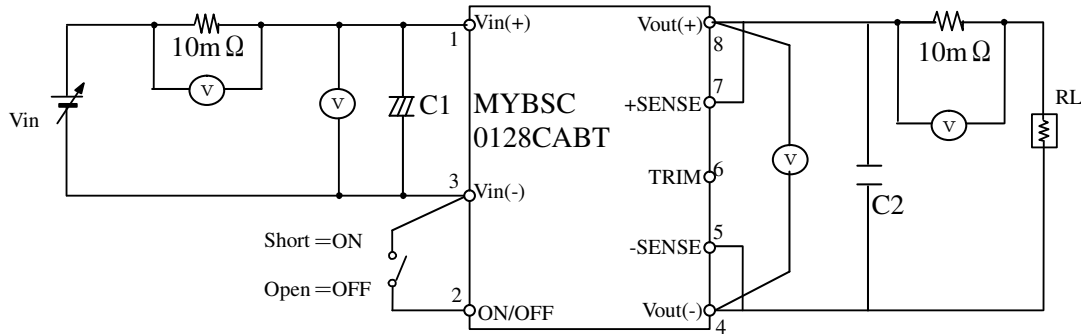 Vin
10mΩ
V
V
C1
1
Vin(+)
3
Vin(-)
2
ON/OFF
Short＝ON
Open＝OFF
MYBSC
0128CABT
Vout(+)
8
7
+SENSE
6
TRIM
5
-SENSE
Vout(-)
4
V
C2
10mΩ
V
RL